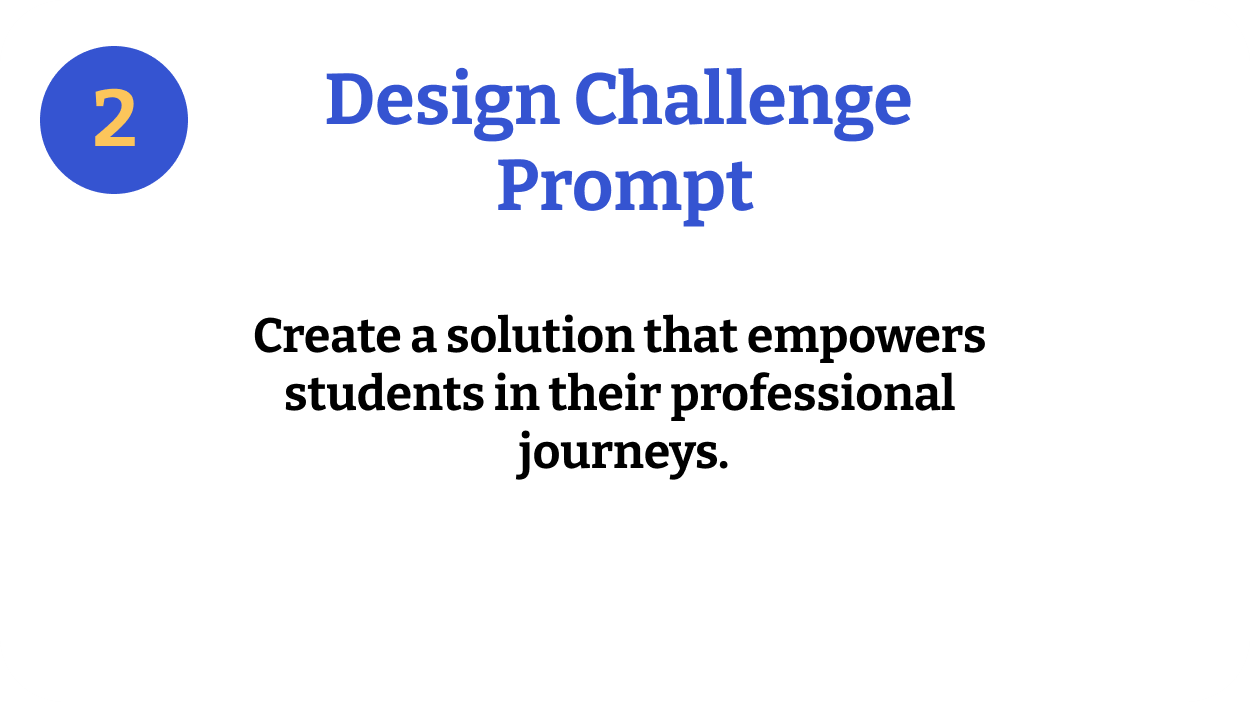 2
Design Challenge
Prompt
Create a solution that empowers
students in their professional
journeys.